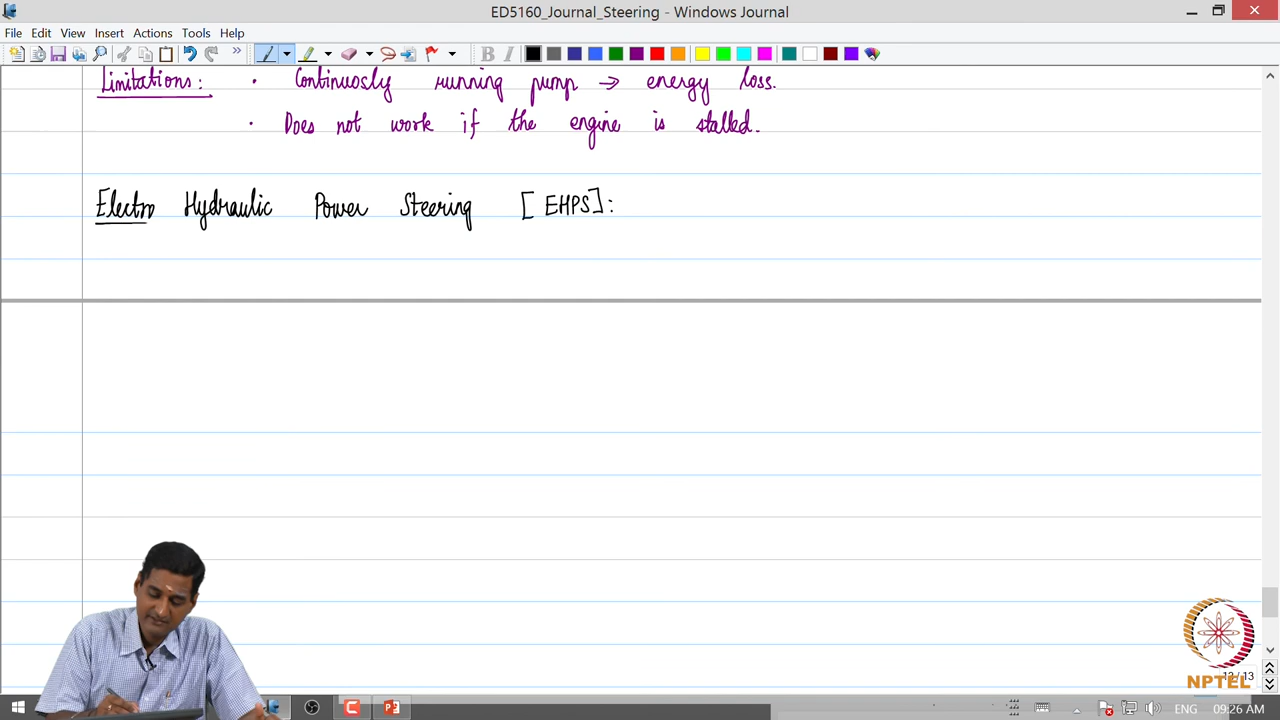 ED5160_Journal_Steering - Windows Journal
File Edit View Insert Actions Tools Help
Limitations: · Continuosly running pump → energy loss.
· Does not work if the engine is stalled.
Electro Hydraulic Power Steering [EHPS]:
13
NPTEL
ENG 09:26 AM